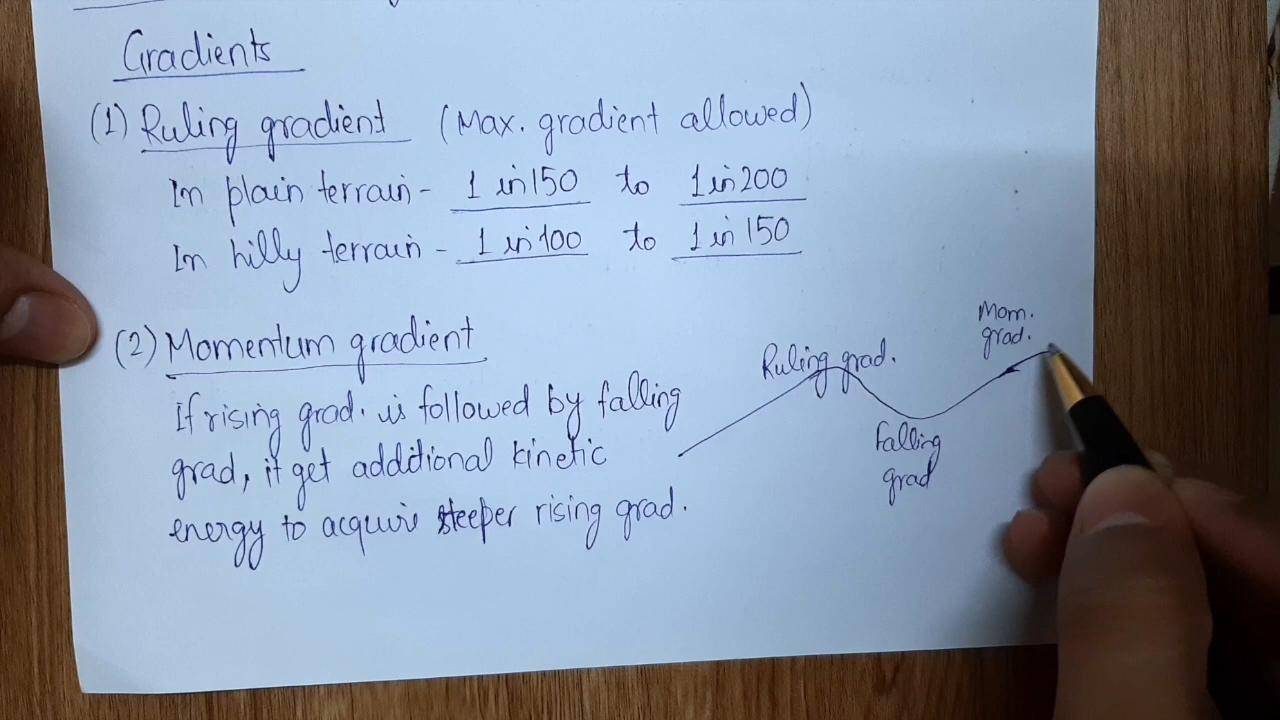 Gradients
(1) Ruling gradient (Max. gradient allowed)
In plain terrain - 1 in 150 to 1 in 200
In hilly terrain - 1 in 100 to 1 in 150
(2) Momentum gradient
If rising grad. is followed by falling
grad, it get additional kinetic
energy to acquire steeper rising grad.
Ruling grad.
Falling
grad
Mom.
grad.